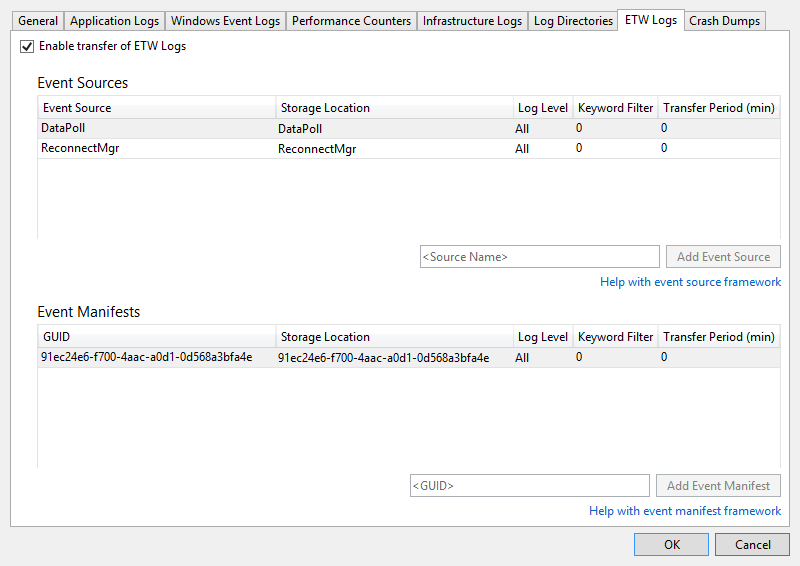 General Application Logs Windows Event Logs Performance Counters Infrastructure Logs Log Directories ETW Logs Crash Dumps
Enable transfer of ETW Logs
Event Sources
Event Source Storage Location Log Level Keyword Filter Transfer Period (min)
DataPoll DataPoll All 0 0
ReconnectMgr ReconnectMgr All 0 0
<Source Name> Add Event Source
Help with event source framework
Event Manifests
GUID Storage Location Log Level Keyword Filter Transfer Period (min)
91ec24e6-f700-4aac-a0d1-0d568a3bfa4e 91ec24e6-f700-4aac-a0d1-0d568a3bfa4e All 0 0
<GUID> Add Event Manifest
Help with event manifest framework
OK Cancel